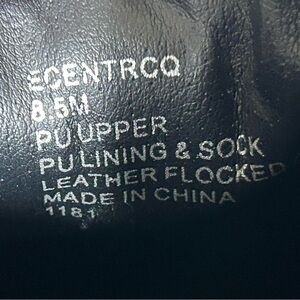 ECENTRCQ
8.5M
PU UPPER
PU LINING & SOCK
LEATHER FLOCKED
MADE IN CHINA
1181